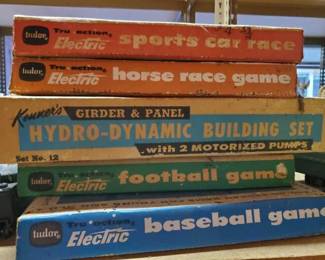 tudor Tru action, Electric sports car race
tudor Tru action, Electric horse race game
Kenner's GIRDER & PANEL
HYDRO-DYNAMIC BUILDING SET
Set No. 12 with 2 MOTORIZED PUMPS
tudor Tru action, Electric football game
tudor Tru action, Electric baseball game